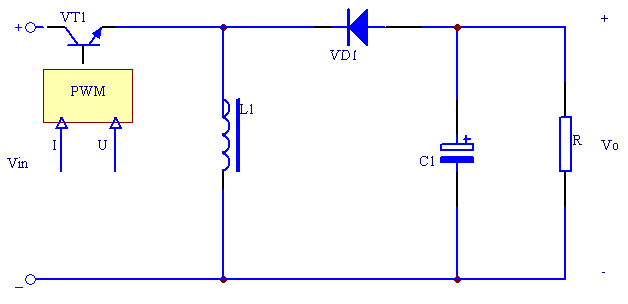 VT1
+
+
VD1
PWM
L1
+
I
U
R
Vo
C1
Vin
-
_